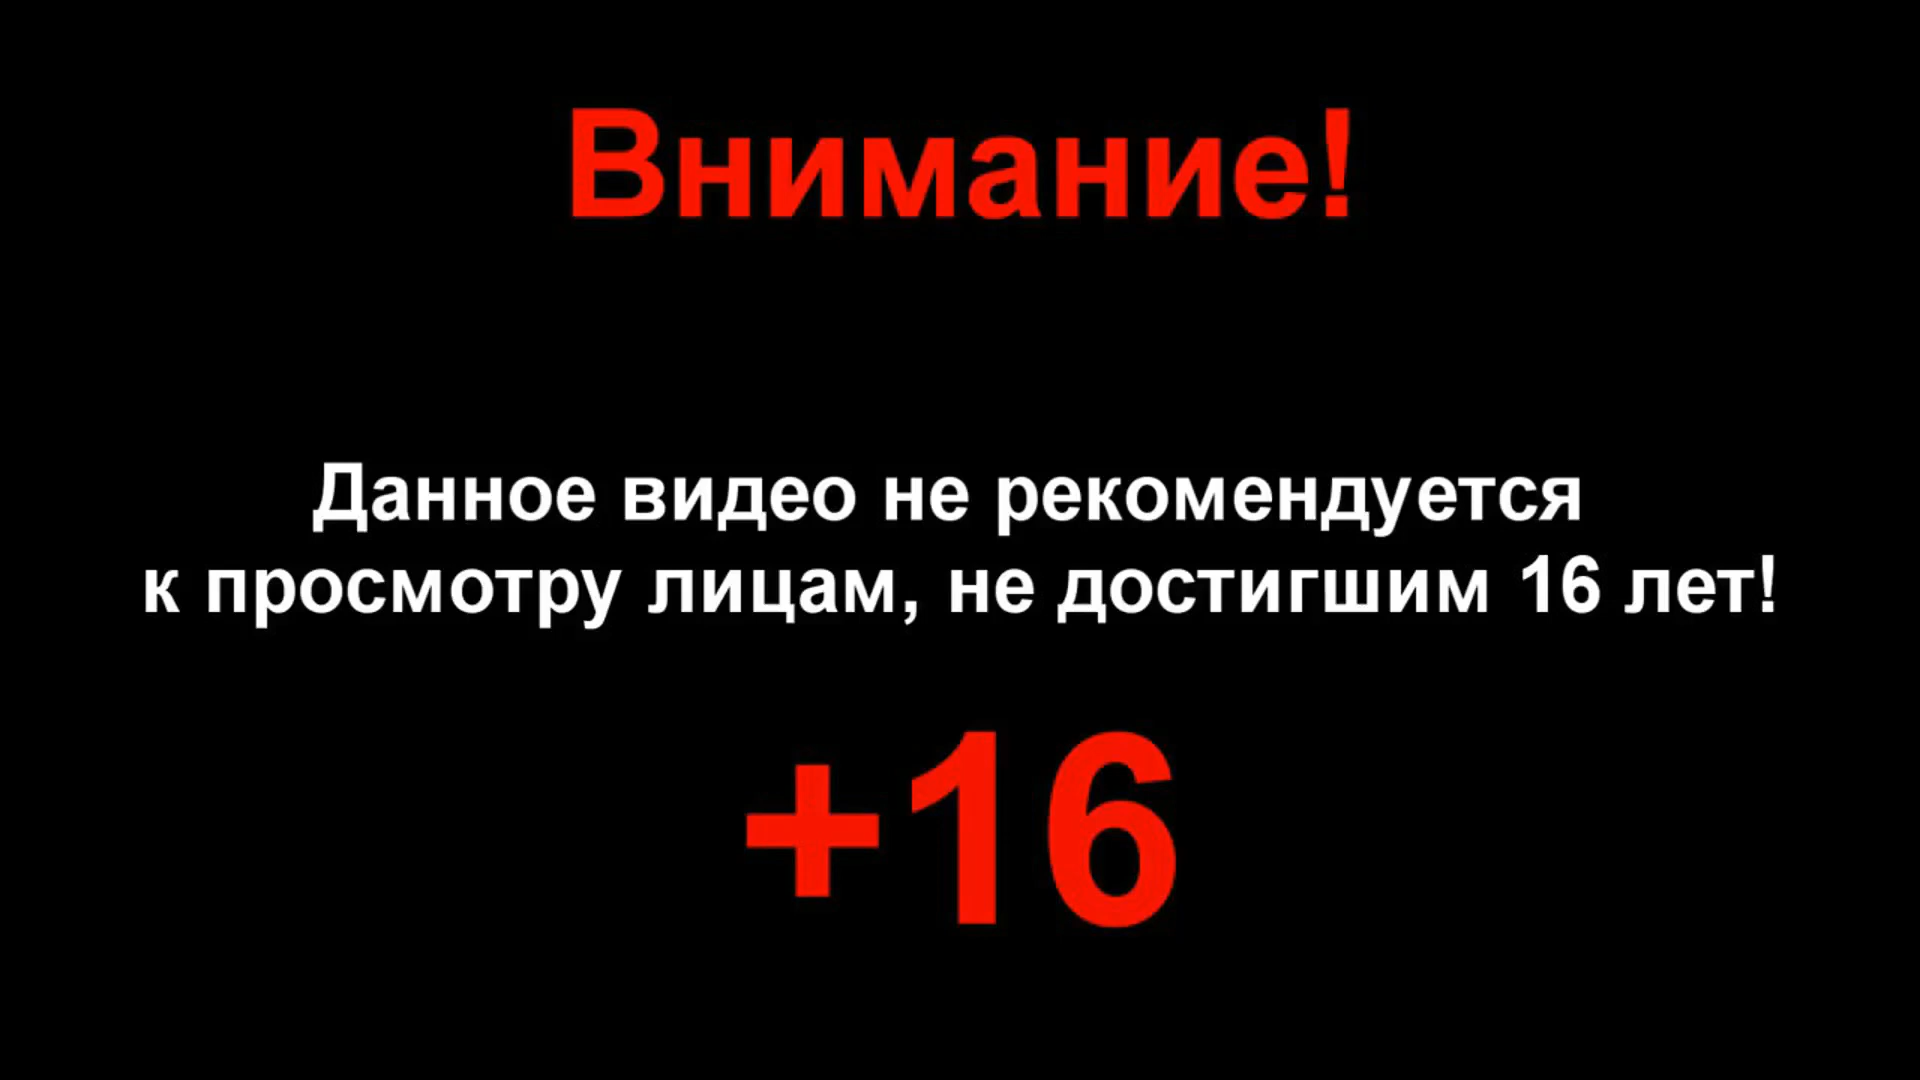 Внимание!
Данное видео не рекомендуется
к просмотру лицам, не достигшим 16 лет!
+16